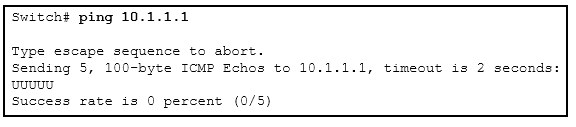 Switch# ping 10.1.1.1
Type escape sequence to abort.
Sending 5, 100-byte ICMP Echos to 10.1.1.1, timeout is 2 seconds:
UUUUU
Success rate is 0 percent (0/5)